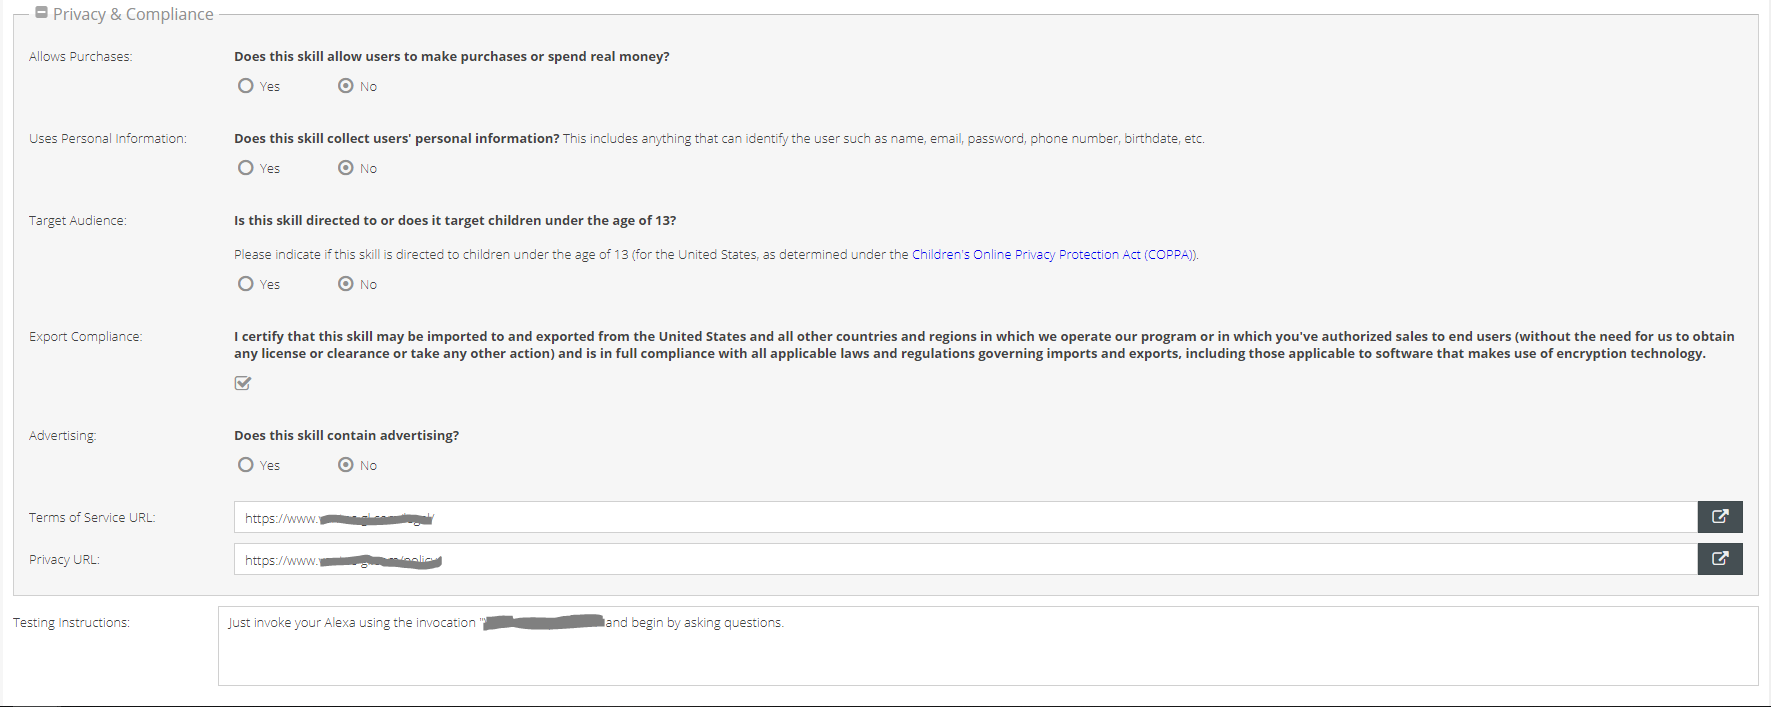 Privacy & Compliance
Allows Purchases:
Does this skill allow users to make purchases or spend real money?
Yes No
Uses Personal Information:
Does this skill collect users' personal information? This includes anything that can identify the user such as name, email, password, phone number, birthdate, etc.
Yes No
Target Audience:
Is this skill directed to or does it target children under the age of 13?
Please indicate if this skill is directed to children under the age of 13 (for the United States, as determined under the Children's Online Privacy Protection Act (COPPA)).
Yes No
Export Compliance:
I certify that this skill may be imported to and exported from the United States and all other countries and regions in which we operate our program or in which you've authorized sales to end users (without the need for us to obtain
any license or clearance or take any other action) and is in full compliance with all applicable laws and regulations governing imports and exports, including those applicable to software that makes use of encryption technology.
Advertising:
Does this skill contain advertising?
Yes No
Terms of Service URL:
https://www.
Privacy URL:
https://www.
Testing Instructions:
Just invoke your Alexa using the invocation " and begin by asking questions.